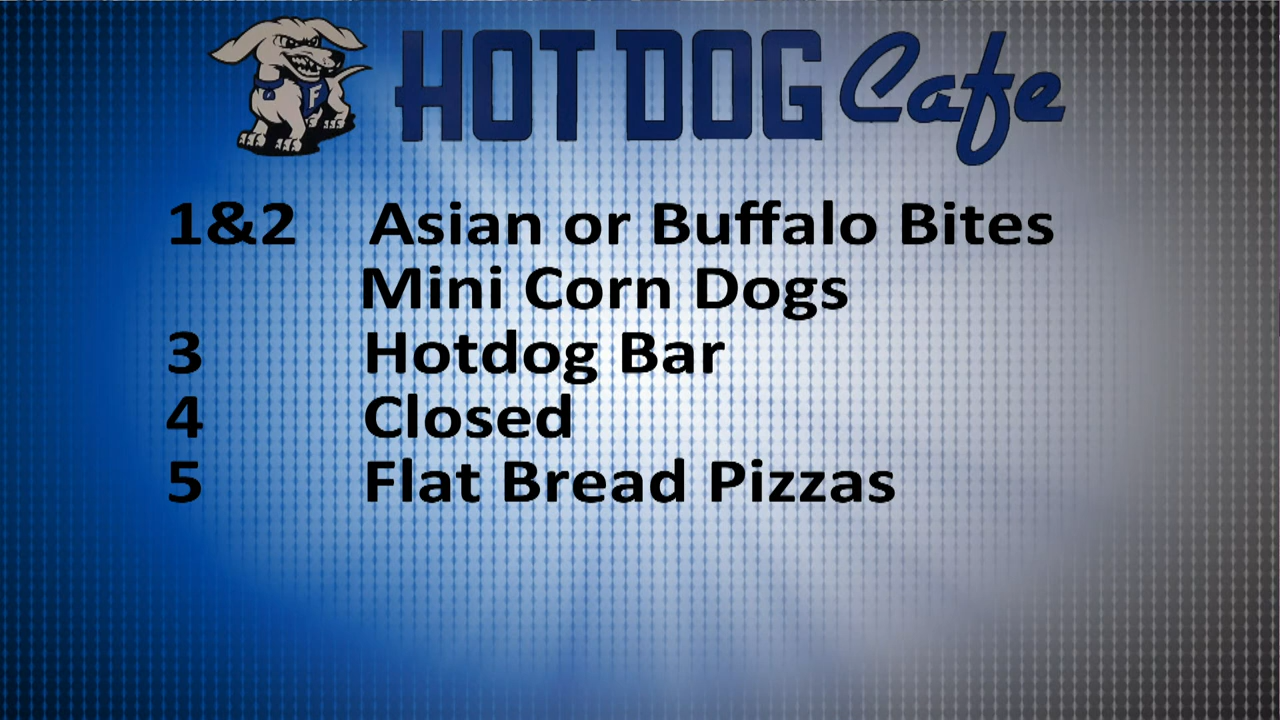 HOT DOG Cafe
F
1&2 Asian or Buffalo Bites
Mini Corn Dogs
3 Hotdog Bar
4 Closed
5 Flat Bread Pizzas